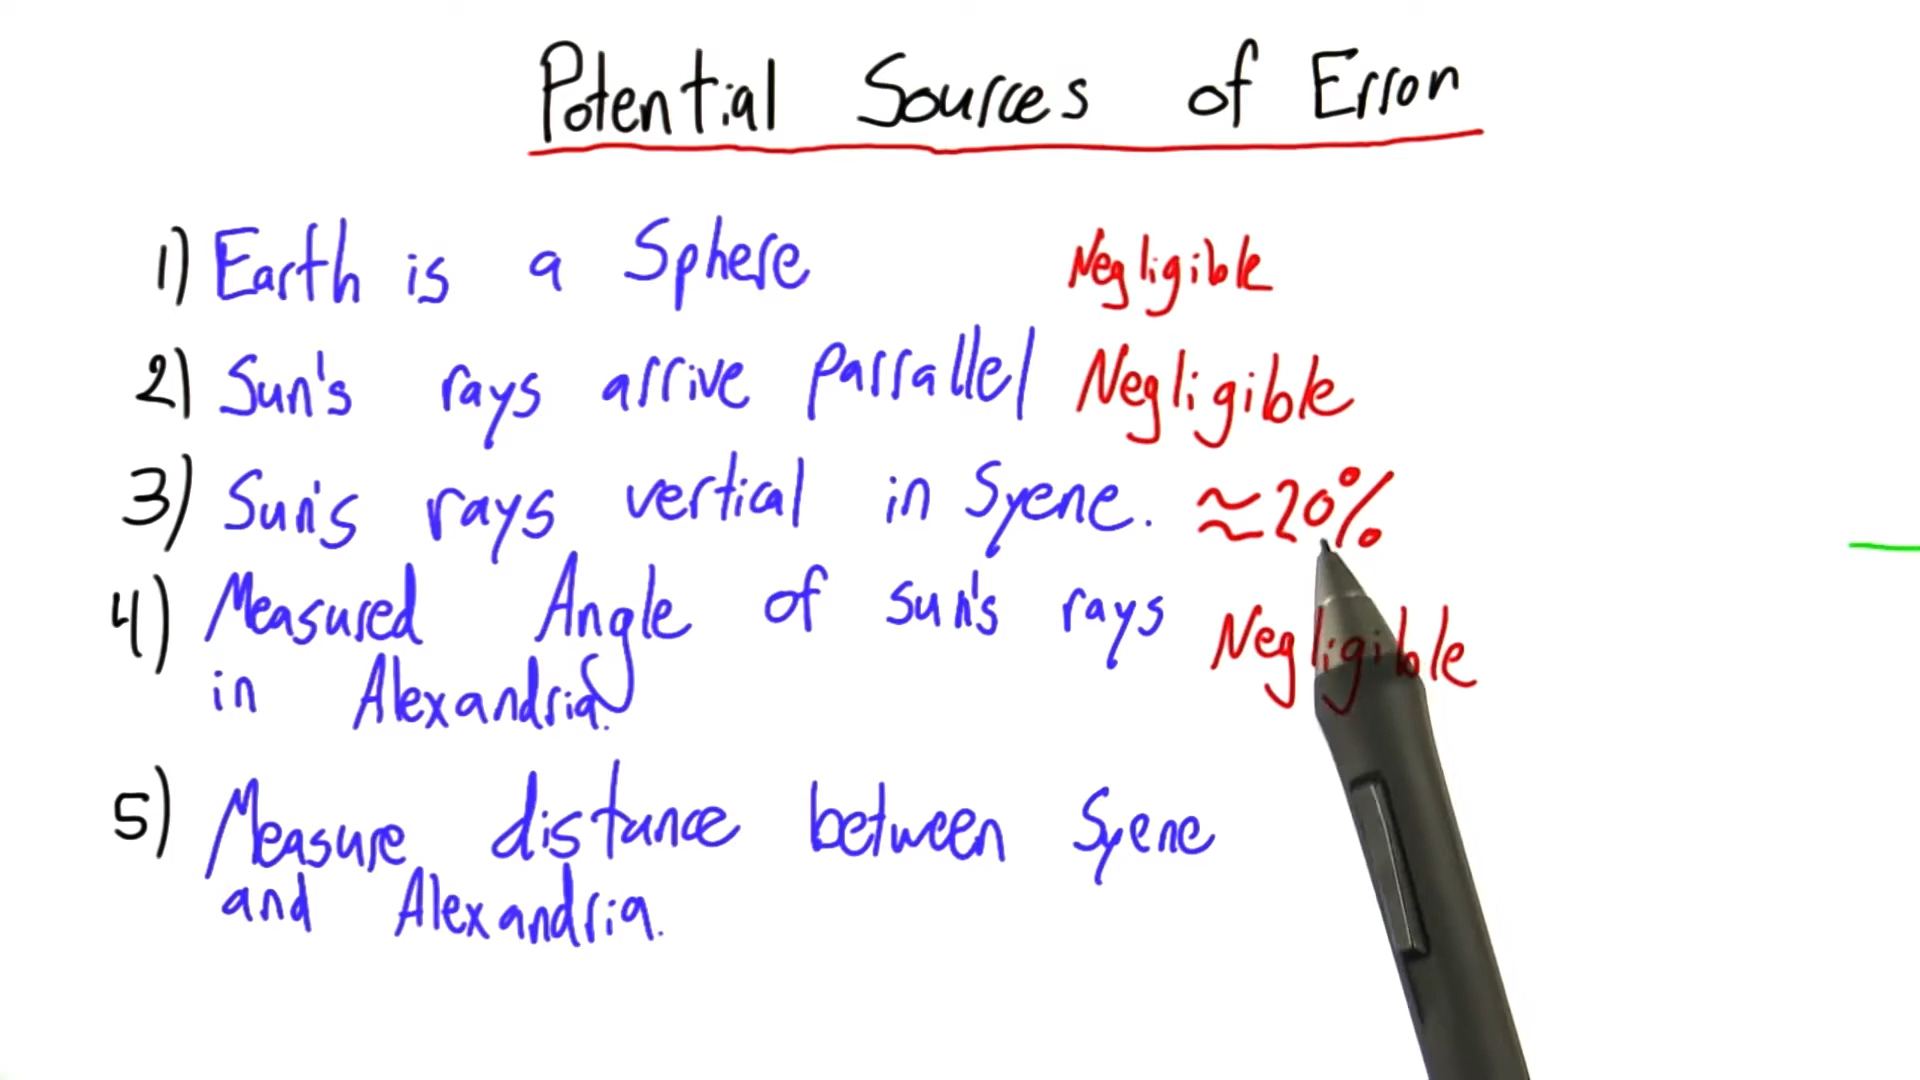 Potential Sources of Error
1) Earth is a Sphere Negligible
2) Sun's rays arrive parrallel Negligible
3) Sun's rays vertical in Syene. ≈20%
4) Measured Angle of sun's rays Negligible
in Alexandria.
5) Measure distance between Syene
and Alexandria.